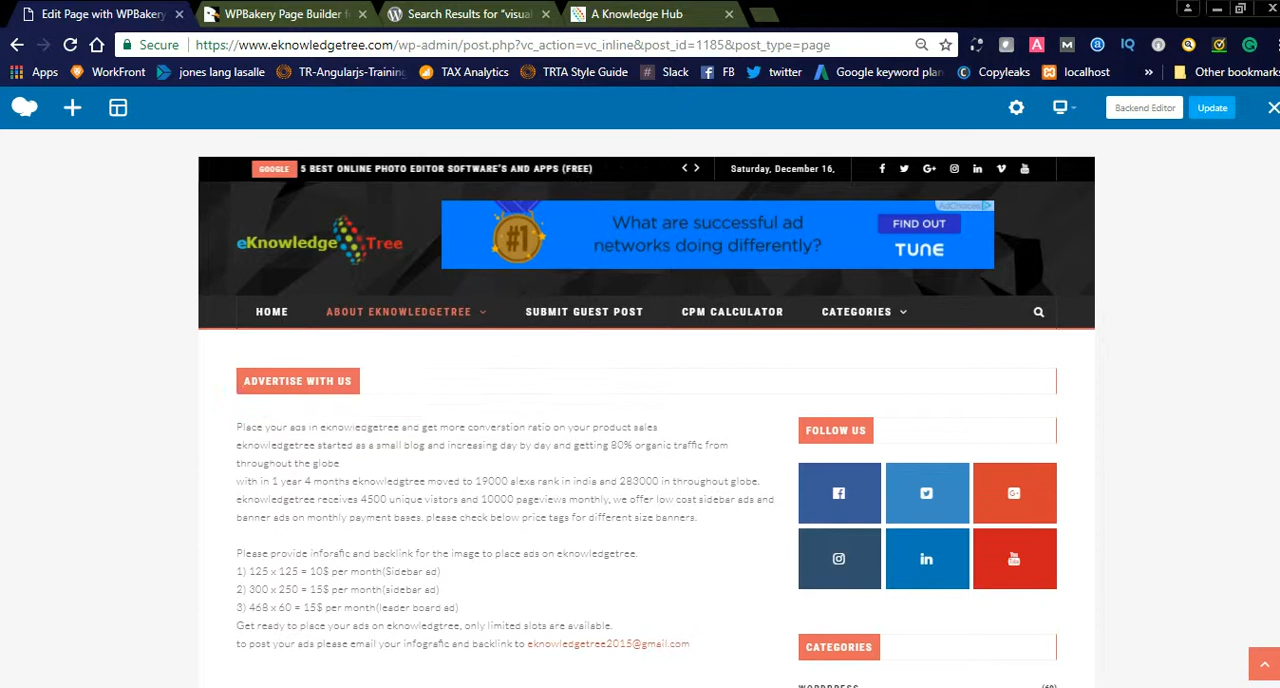 Edit Page with WPBakery
WPBakery Page Builder f
Search Results for "visual
A Knowledge Hub
Secure
https://www.eknowledgetree.com/wp-admin/post.php?vc_action=vc_inline&post_id=1185&post_type=page
Apps
WorkFront
jones lang lasalle
TR-Angularjs-Training
TAX Analytics
TRTA Style Guide
Slack
FB
twitter
Google keyword plan
Copyleaks
localhost
Other bookmarks
Backend Editor
Update
GOOGLE
5 BEST ONLINE PHOTO EDITOR SOFTWARE'S AND APPS (FREE)
Saturday, December 16,
eKnowledge Tree
#1
What are successful ad
networks doing differently?
AdChoices
FIND OUT
TUNE
HOME
ABOUT EKNOWLEDGETREE
SUBMIT GUEST POST
CPM CALCULATOR
CATEGORIES
ADVERTISE WITH US
Place your ads in eknowledgetree and get more converstion ratio on your product sales
eknowledgetree started as a small blog and increasing day by day and getting 80% organic traffic from
throughout the globe
with in 1 year 4 months eknowledgtree moved to 19000 alexa rank in india and 283000 in throughout globe.
eknowledgetree receives 4500 unique vistors and 10000 pageviews monthly, we offer low cost sidebar ads and
banner ads on monthly payment bases. please check below price tags for different size banners.
Please provide inforafic and backlink for the image to place ads on eknowledgetree.
1) 125 x 125 = 10$ per month(Sidebar ad)
2) 300 x 250 = 15$ per month(sidebar ad)
3) 468 x 60 = 15$ per month(leader board ad)
Get ready to place your ads on eknowledgtree, only limited slots are available.
to post your ads please email your infografic and backlink to eknowledgetree2015@gmail.com
FOLLOW US
CATEGORIES